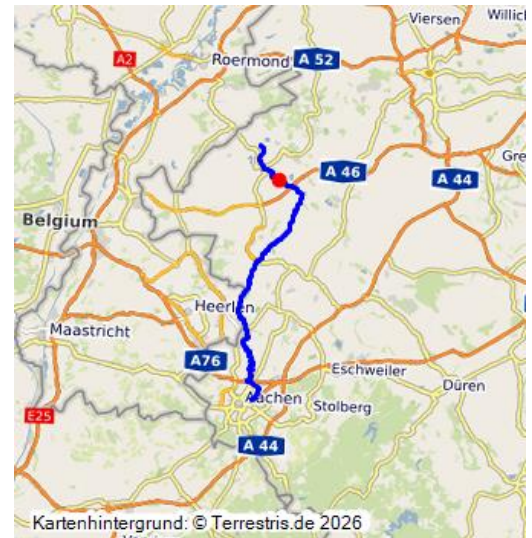 Viersen
Willich
A2
Roermond
A 52
Gre
A 46
A 44
Belgium
Heerlen
Maastricht
A76
Eschweiler
Düren
Aachen
Stolberg
E25
A 44
Kartenhintergrund: © Terrestris.de 2026